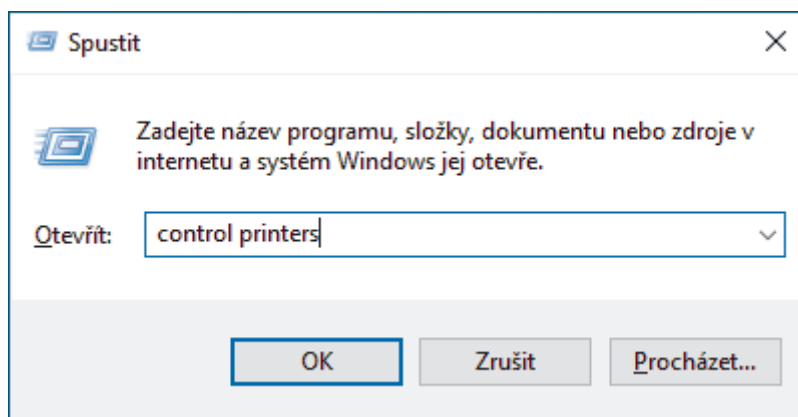 Spustit
Zadejte název programu, složky, dokumentu nebo zdroje v
internetu a systém Windows jej otevře.
Otevřít: control printers
OK Zrušit Procházet...